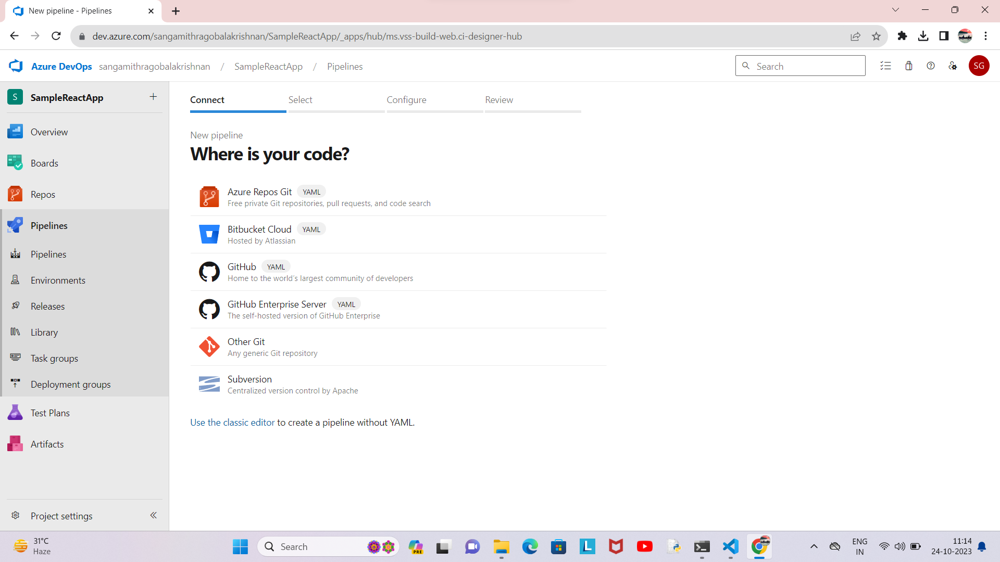 New pipeline - Pipelines
dev.azure.com/sangamithragobalakrishnan/SampleReactApp/_apps/hub/ms.vss-build-web.ci-designer-hub
Azure DevOps sangamithragobalakrishnan / SampleReactApp / Pipelines
Search
SG
S SampleReactApp
Overview
Boards
Repos
Pipelines
Pipelines
Environments
Releases
Library
Task groups
Deployment groups
Test Plans
Artifacts
Project settings
Connect Select Configure Review
New pipeline
Where is your code?
Azure Repos Git YAML
Free private Git repositories, pull requests, and code search
Bitbucket Cloud YAML
Hosted by Atlassian
GitHub YAML
Home to the world's largest community of developers
GitHub Enterprise Server YAML
The self-hosted version of GitHub Enterprise
Other Git
Any generic Git repository
Subversion
Centralized version control by Apache
Use the classic editor to create a pipeline without YAML.
31°C
Haze
Search
PRE
L
ENG
IN
11:14
24-10-2023